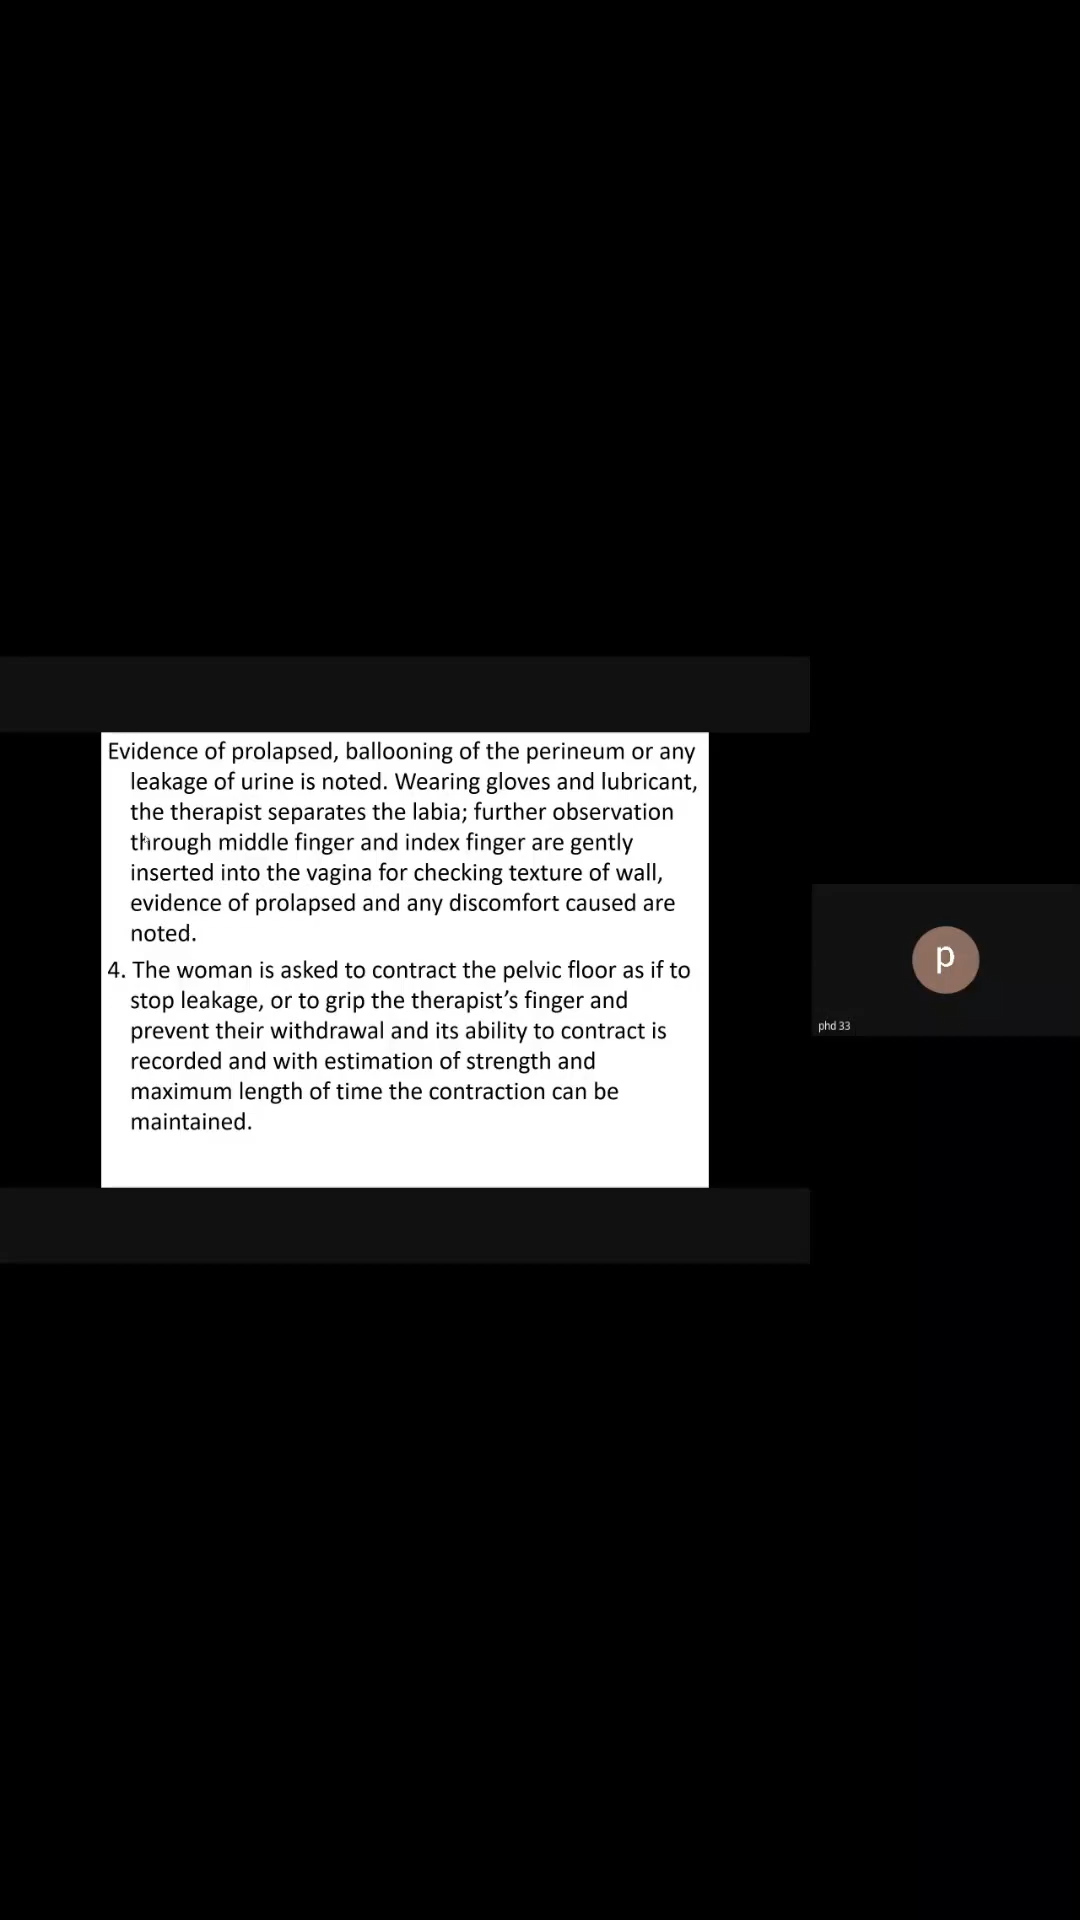 Evidence of prolapsed, ballooning of the perineum or any
leakage of urine is noted. Wearing gloves and lubricant,
the therapist separates the labia; further observation
through middle finger and index finger are gently
inserted into the vagina for checking texture of wall,
evidence of prolapsed and any discomfort caused are
noted.
4. The woman is asked to contract the pelvic floor as if to
stop leakage, or to grip the therapist’s finger and
prevent their withdrawal and its ability to contract is
recorded and with estimation of strength and
maximum length of time the contraction can be
maintained.
p
phd 33